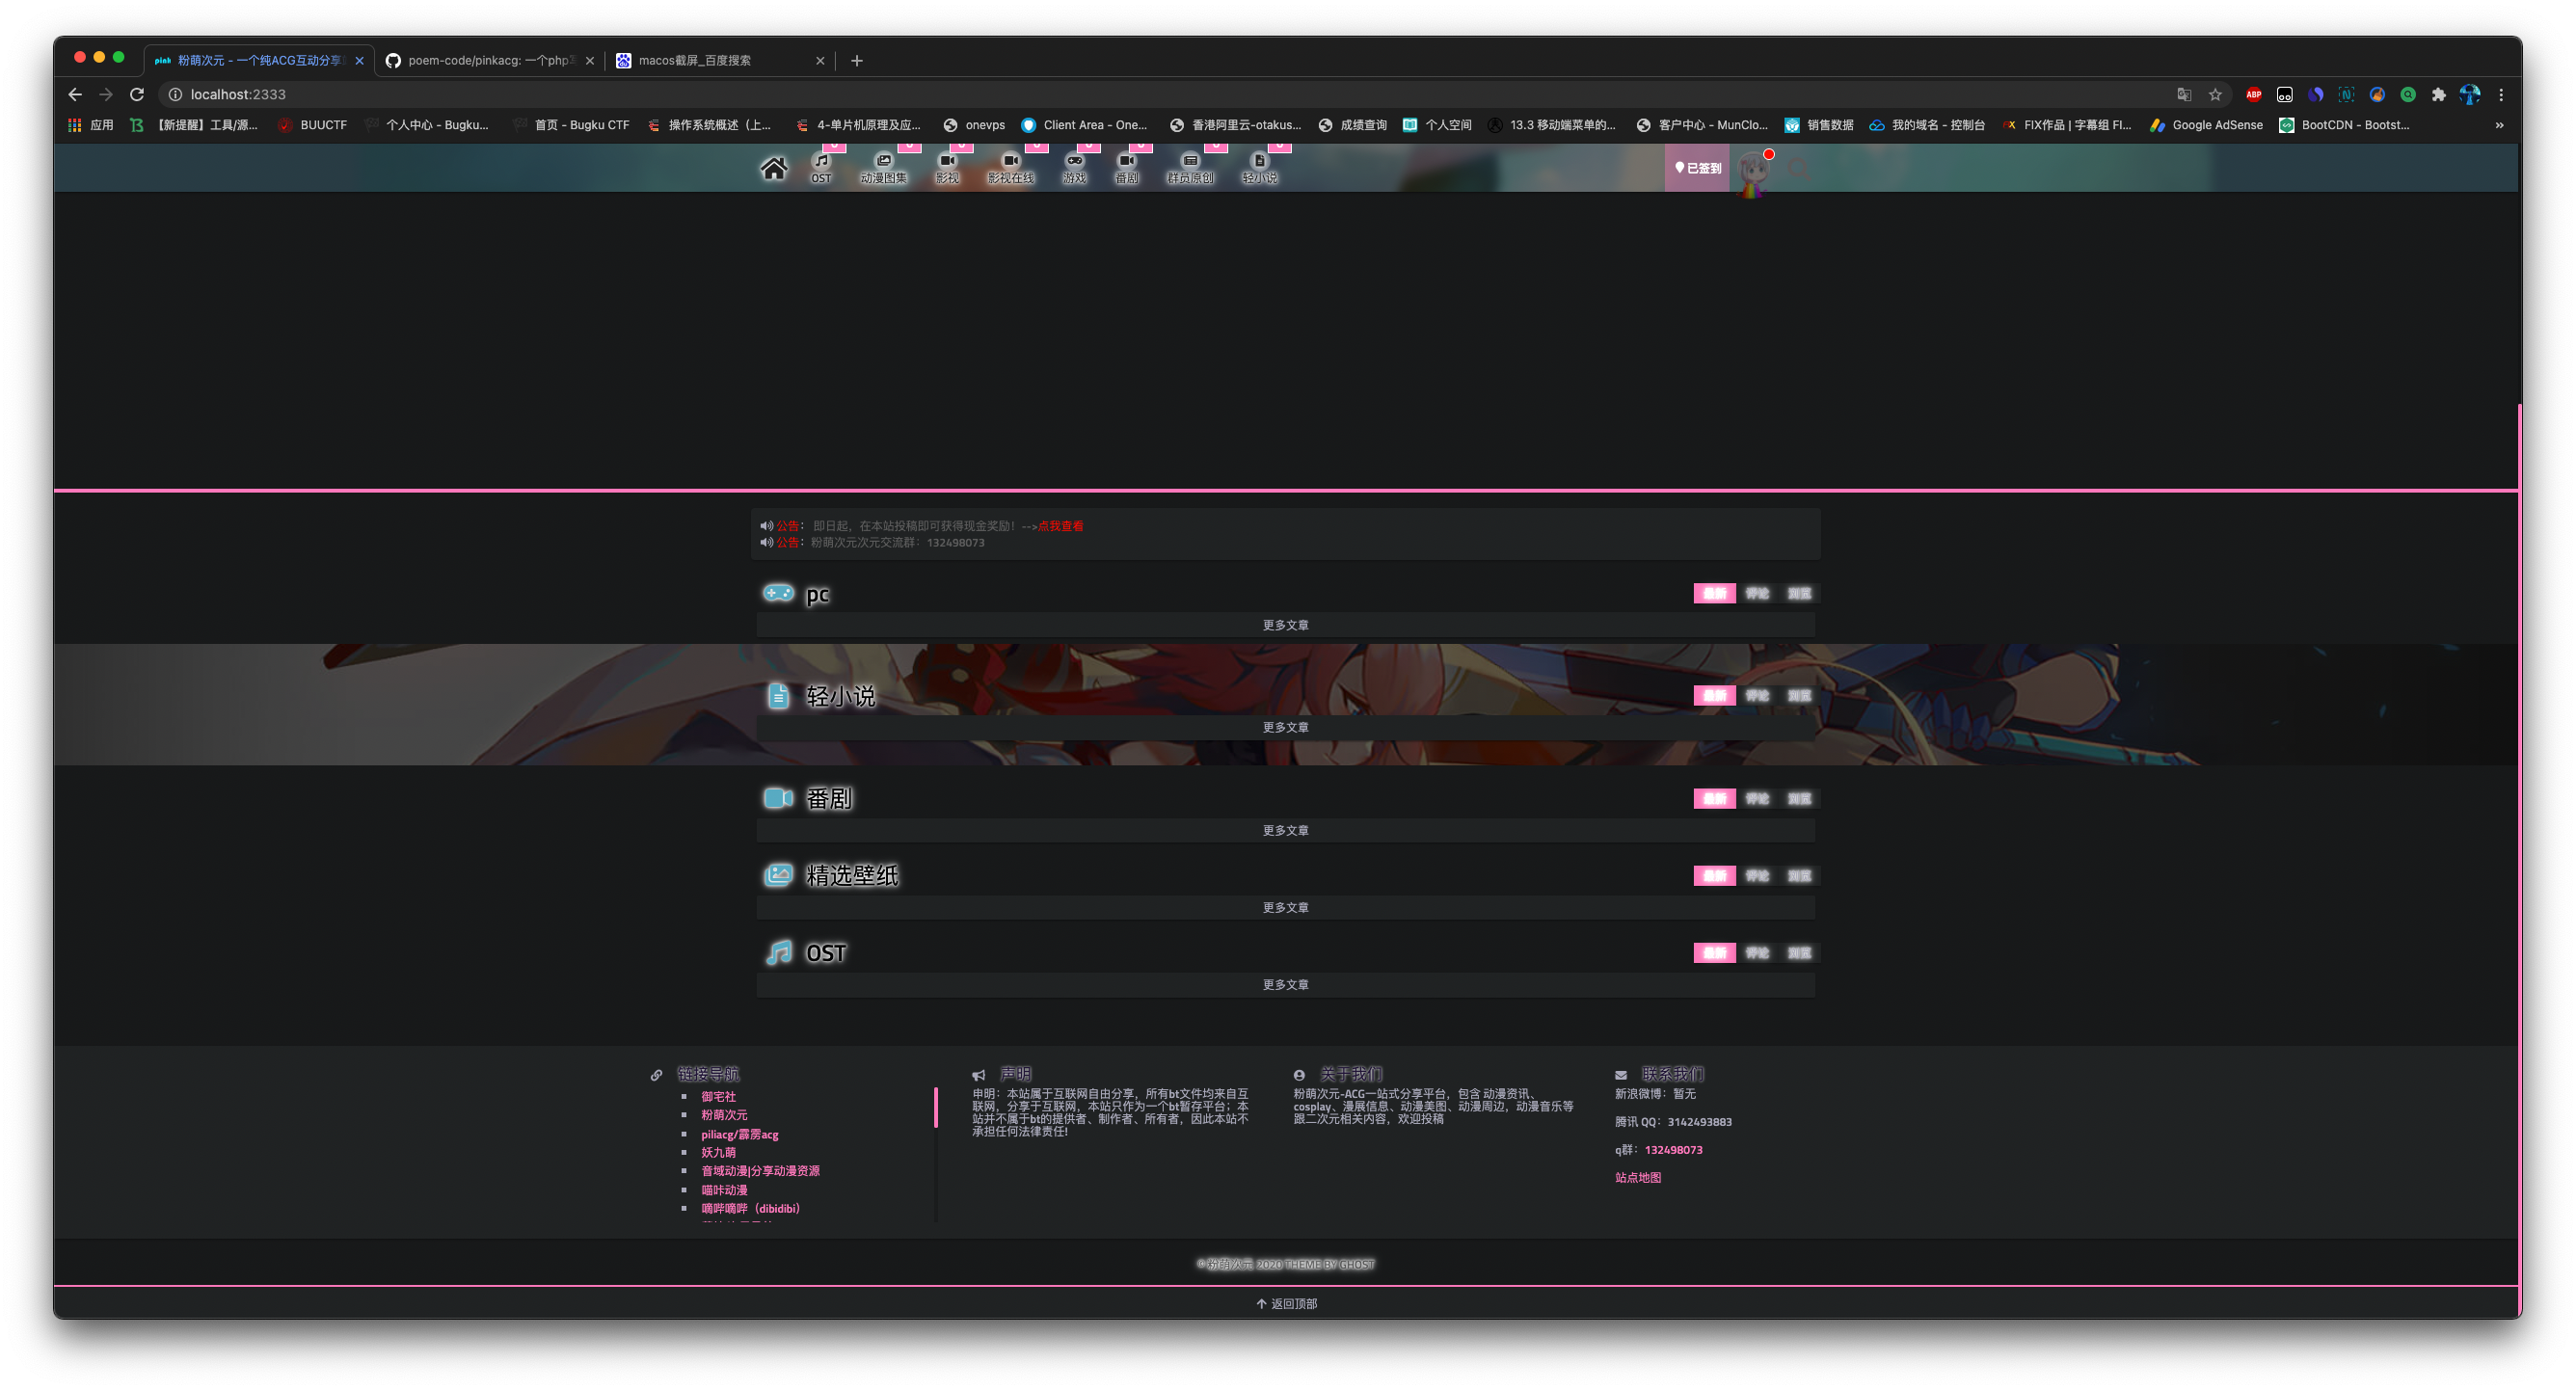 pink 粉萌次元 - 一个纯ACG互动分享
poem-code/pinkacg: 一个php
macos截屏_百度搜索
localhost:2333
ABP
应用
【新提醒】工具/源...
BUUCTF
个人中心 - Bugku...
首页 - Bugku CTF
操作系统概述（上...
4-单片机原理及应...
onevps
Client Area - One...
香港阿里云-otakus...
成绩查询
个人空间
13.3 移动端菜单的...
客户中心 - MunClo...
销售数据
我的域名 - 控制台
FIX作品 | 字幕组 FI...
Google AdSense
BootCDN - Bootst...
»
OST
动漫图集
影视
影视在线
游戏
番剧
群员原创
轻小说
已签到
公告： 即日起，在本站投稿即可获得现金奖励！-->点我查看
公告：粉萌次元次元交流群：132498073
pc
最新 评论 浏览
更多文章
轻小说
最新 评论 浏览
更多文章
番剧
最新 评论 浏览
更多文章
精选壁纸
最新 评论 浏览
更多文章
OST
最新 评论 浏览
更多文章
链接导航
御宅社
粉萌次元
piliacg/霹雳acg
妖九萌
音域动漫|分享动漫资源
喵咔动漫
嘀哔嘀哔（dibidibi）
声明
申明：本站属于互联网自由分享，所有bt文件均来自互
联网，分享于互联网，本站只作为一个bt暂存平台；本
站并不属于bt的提供者、制作者、所有者，因此本站不
承担任何法律责任!
关于我们
粉萌次元-ACG一站式分享平台，包含 动漫资讯、
cosplay、漫展信息、动漫美图、动漫周边，动漫音乐等
跟二次元相关内容，欢迎投稿
联系我们
新浪微博：暂无
腾讯 QQ：3142493883
q群：132498073
站点地图
© 粉萌次元 2020 THEME BY GHOST
返回顶部